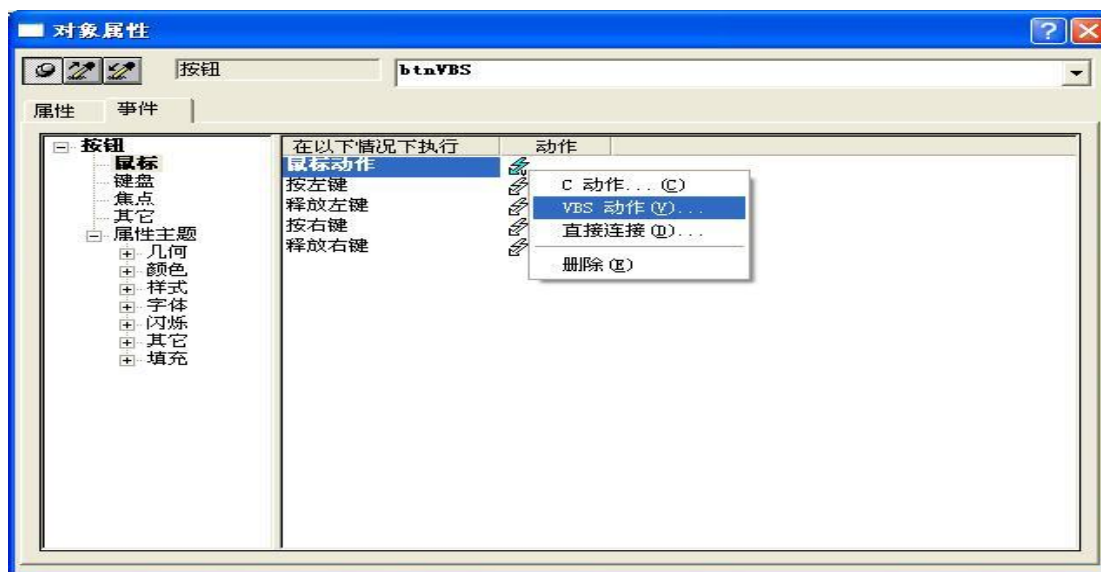 对象属性
按钮 btnVBS
属性 事件
按钮
鼠标
键盘
焦点
其它
属性主题
几何
颜色
样式
字体
闪烁
其它
填充
在以下情况下执行 动作
鼠标动作
按左键
释放左键
按右键
释放右键
C 动作...(C)
VBS 动作(V)...
直接连接(D)...
删除(E)